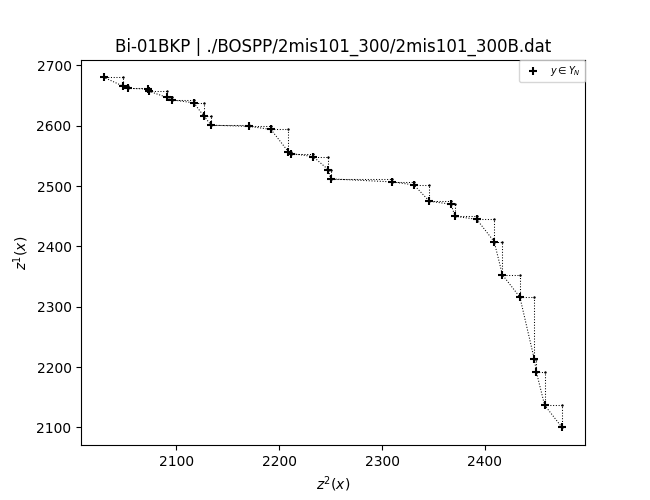 Bi-01BKP | ./BOSPP/2mis101_300/2mis101_300B.dat
y ∈ Y_N
2700
2600
2500
2400
2300
2200
2100
z¹(x)
2100 2200 2300 2400
z²(x)